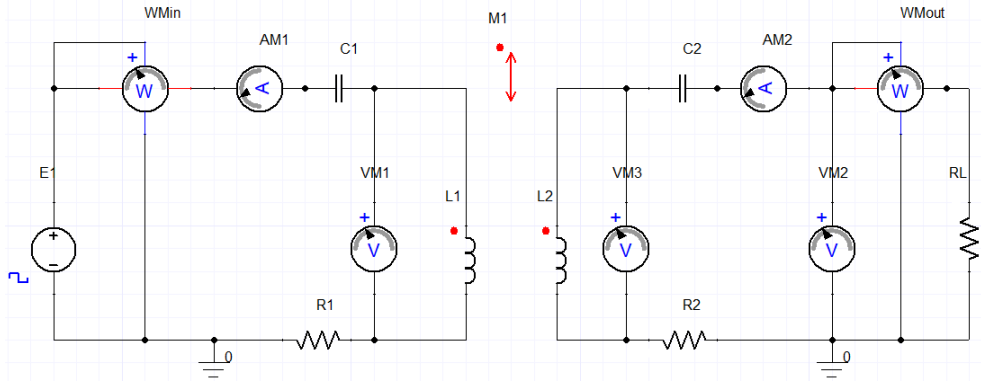 WMin
M1
WMout
AM1
C1
C2
AM2
+
W
A
A
+
W
E1
VM1
L1
L2
VM3
VM2
RL
+
-
+
V
+
V
+
V
R1
R2
0
0